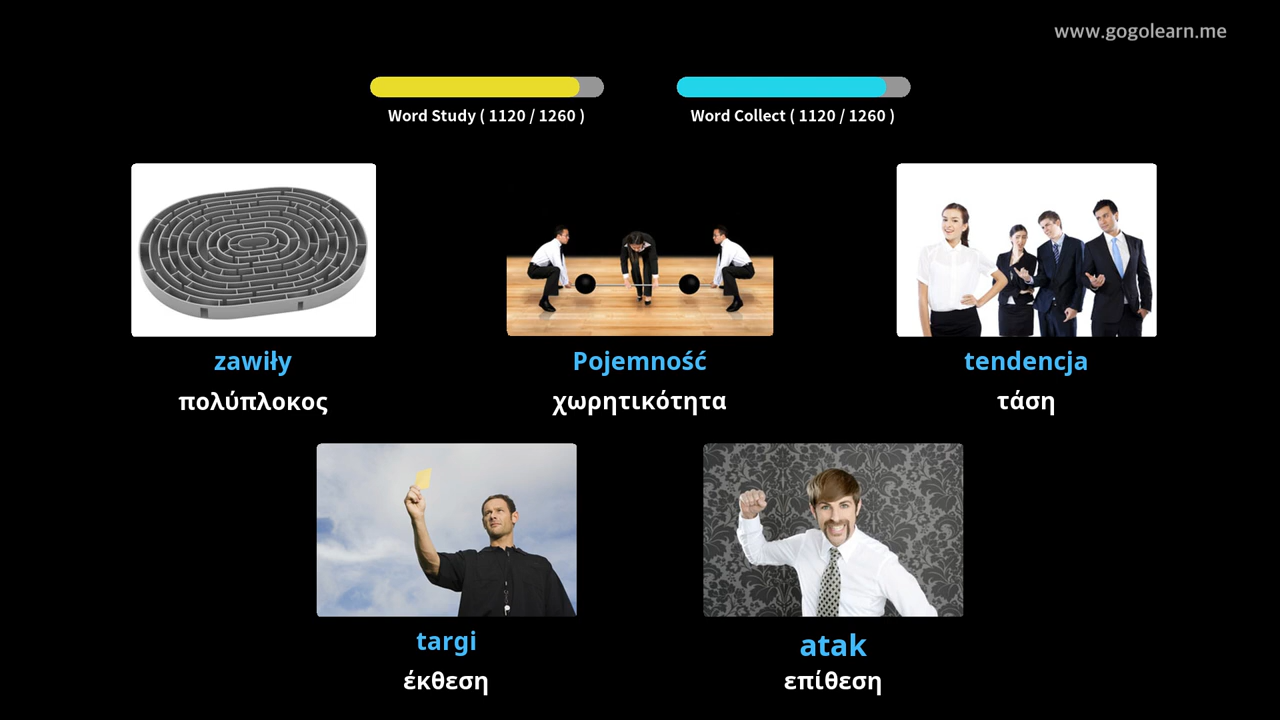 www.gogolearn.me
Word Study ( 1120 / 1260 )
Word Collect ( 1120 / 1260 )
zawiły
πολύπλοκος
Pojemność
χωρητικότητα
tendencja
τάση
targi
έκθεση
atak
επίθεση